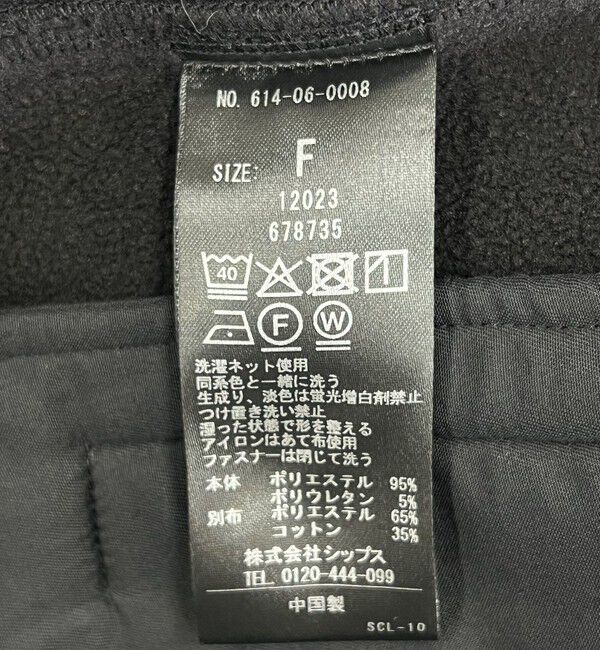 NO. 614-06-0008
SIZE: F
12023
678735
40
F W
洗濯ネット使用
同系色と一緒に洗う
生成り、淡色は蛍光増白剤禁止
つけ置き洗い禁止
湿った状態で形を整える
アイロンはあて布使用
ファスナーは閉じて洗う
本体 ポリエステル 95%
ポリウレタン 5%
別布 ポリエステル 65%
コットン 35%
株式会社シップス
TEL. 0120-444-099
中国製
SCL-10